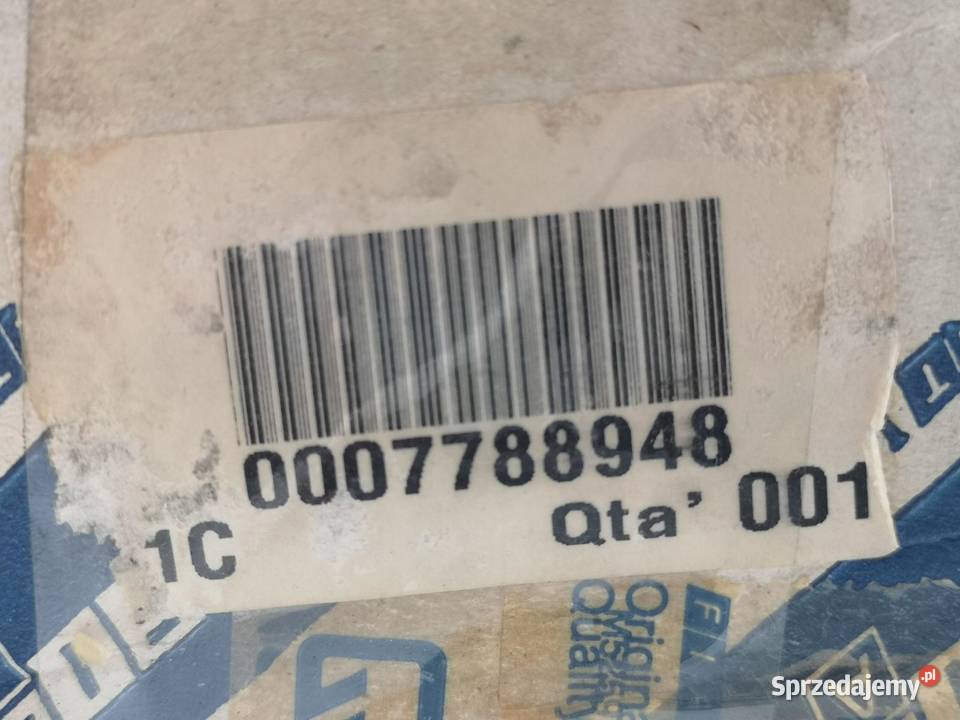 0007788948
1C
Qta' 001
Original
Quality
Sprzedajemy.pl